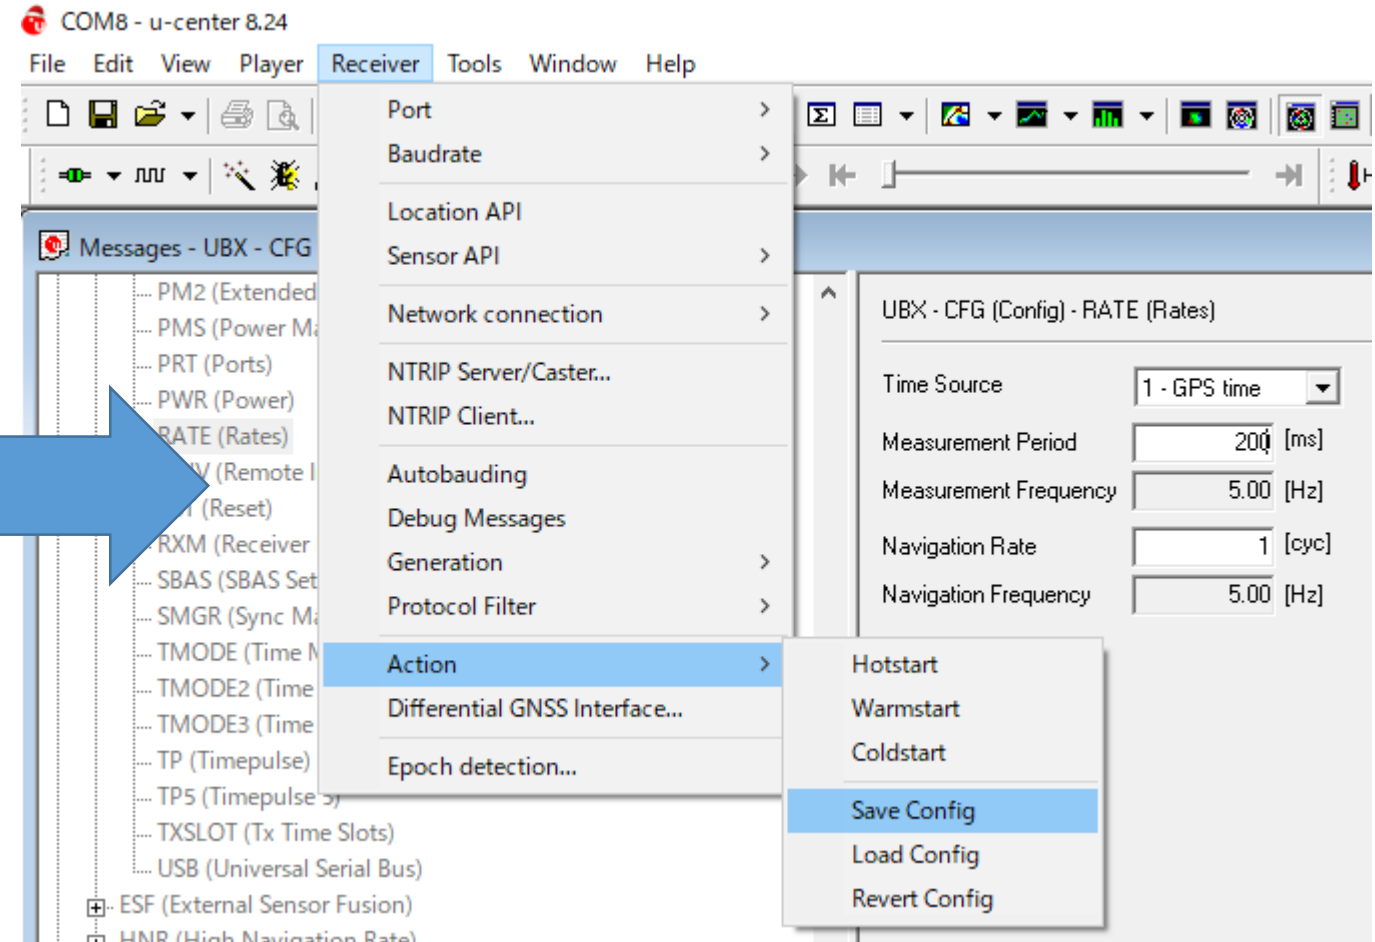 COM8 - u-center 8.24
File Edit View Player Receiver Tools Window Help
Port
Baudrate
Location API
Sensor API
Network connection
NTRIP Server/Caster...
NTRIP Client...
Autobauding
Debug Messages
Generation
Protocol Filter
Action
Differential GNSS Interface...
Epoch detection...
Hotstart
Warmstart
Coldstart
Save Config
Load Config
Revert Config
Messages - UBX - CFG
PM2 (Extended
PMS (Power
PRT (Ports)
PWR (Power)
RATE (Rates)
(Remote
(Reset)
RXM (Receiver
SBAS (SBAS Set
SMGR (Sync
TMODE (Time
TMODE2 (Time
TMODE3 (Time
TP (Timepulse)
TP5 (Timepulse 5)
TXSLOT (Tx Time Slots)
USB (Universal Serial Bus)
ESF (External Sensor Fusion)
HNR (High Navigation Rate)
UBX - CFG (Config) - RATE (Rates)
Time Source 1 - GPS time
Measurement Period 200 [ms]
Measurement Frequency 5.00 [Hz]
Navigation Rate 1 [cyc]
Navigation Frequency 5.00 [Hz]